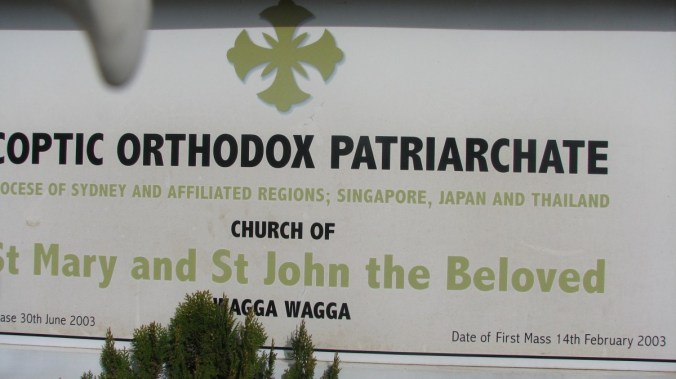 COPTIC ORTHODOX PATRIARCHATE
OCESE OF SYDNEY AND AFFILIATED REGIONS; SINGAPORE, JAPAN AND THAILAND
CHURCH OF
St Mary and St John the Beloved
WAGGA WAGGA
ase 30th June 2003
Date of First Mass 14th February 2003